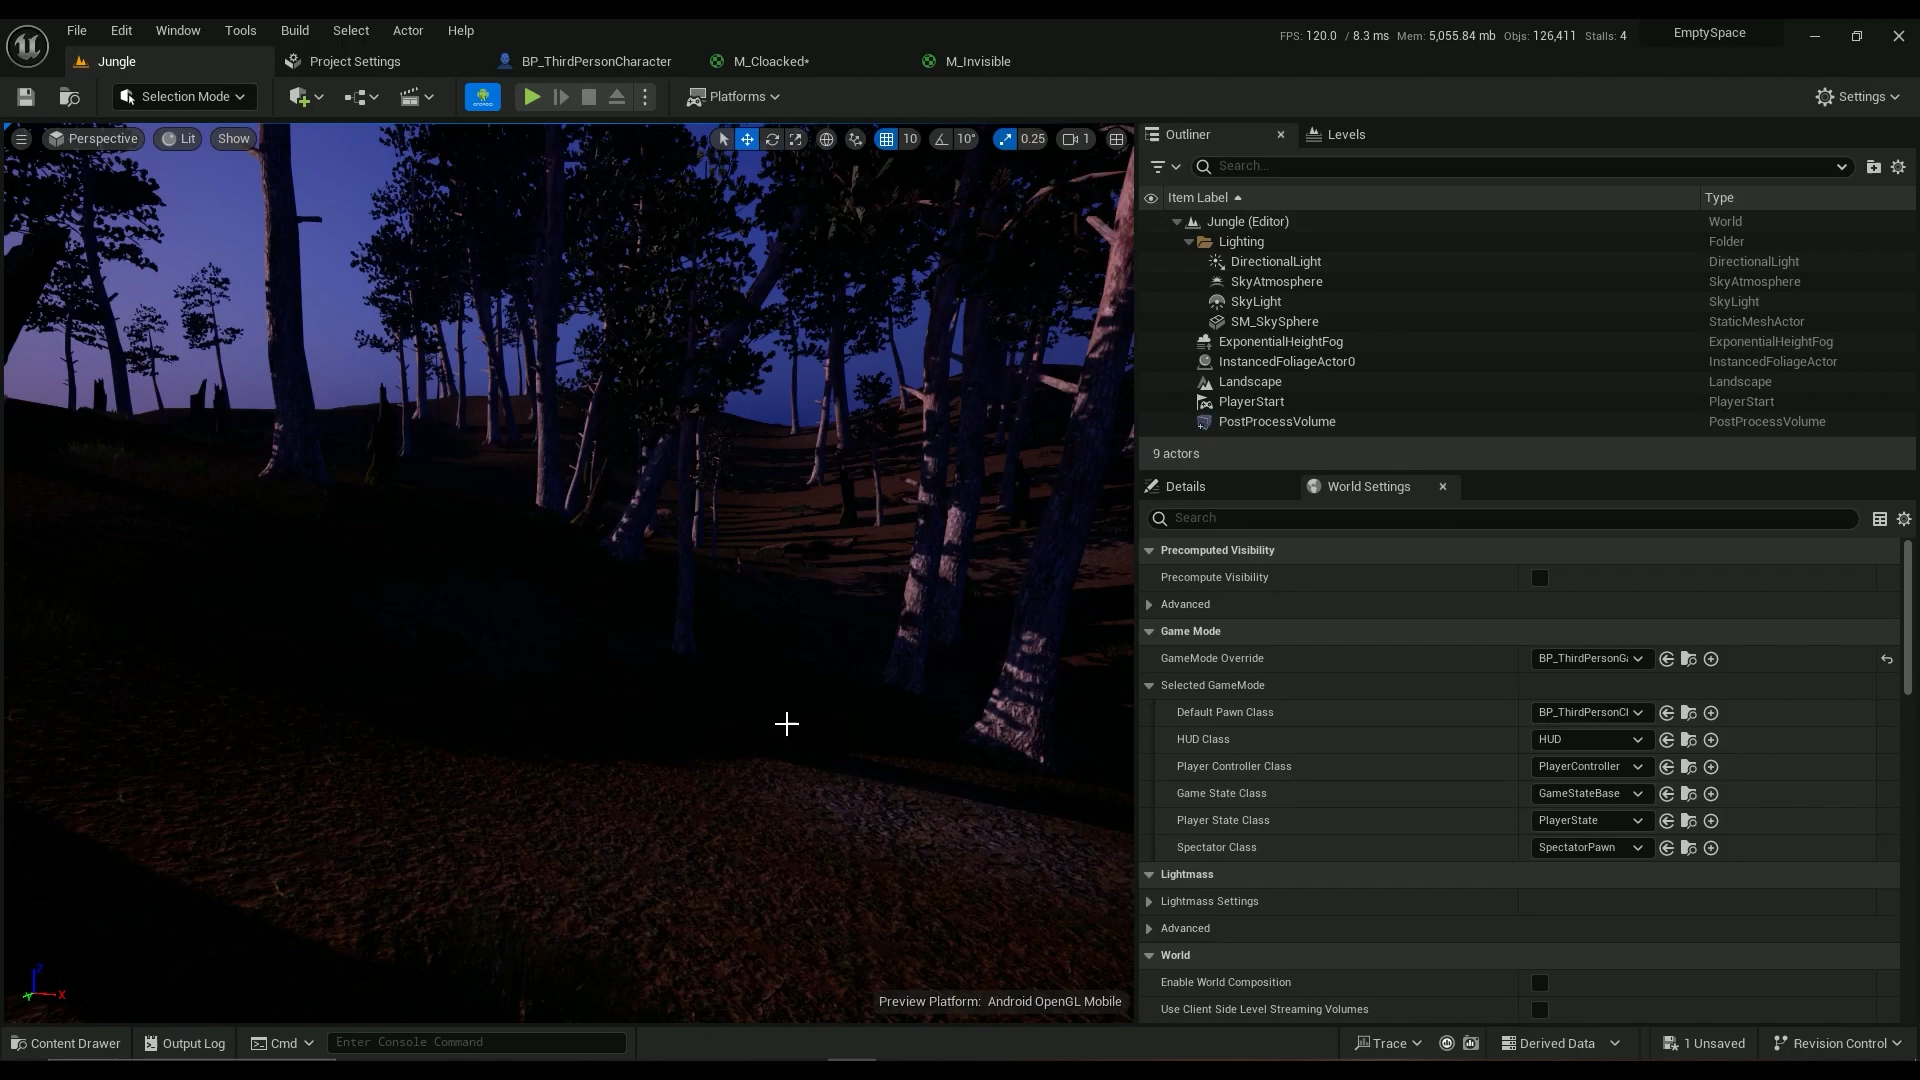 File Edit Window Tools Build Select Actor Help
FPS: 120.0 / 8.3 ms Mem: 5,055.84 mb Objs: 126,411 Stalls: 4
EmptySpace
Jungle
Project Settings
BP_ThirdPersonCharacter
M_Cloacked*
M_Invisible
Selection Mode
Platforms
Settings
Perspective
Lit
Show
10
10°
0.25
1
Outliner
Levels
Search...
Item Label
Type
Jungle (Editor) World
Lighting Folder
DirectionalLight DirectionalLight
SkyAtmosphere SkyAtmosphere
SkyLight SkyLight
SM_SkySphere StaticMeshActor
ExponentialHeightFog ExponentialHeightFog
InstancedFoliageActor0 InstancedFoliageActor
Landscape Landscape
PlayerStart PlayerStart
PostProcessVolume PostProcessVolume
9 actors
Details
World Settings
Search
Precomputed Visibility
Precompute Visibility
Advanced
Game Mode
GameMode Override BP_ThirdPersonGa
Selected GameMode
Default Pawn Class BP_ThirdPersonCl
HUD Class HUD
Player Controller Class PlayerController
Game State Class GameStateBase
Player State Class PlayerState
Spectator Class SpectatorPawn
Lightmass
Lightmass Settings
Advanced
World
Enable World Composition
Use Client Side Level Streaming Volumes
Z
X
Y
Preview Platform: Android OpenGL Mobile
Content Drawer
Output Log
Cmd
Enter Console Command
Trace
Derived Data
1 Unsaved
Revision Control